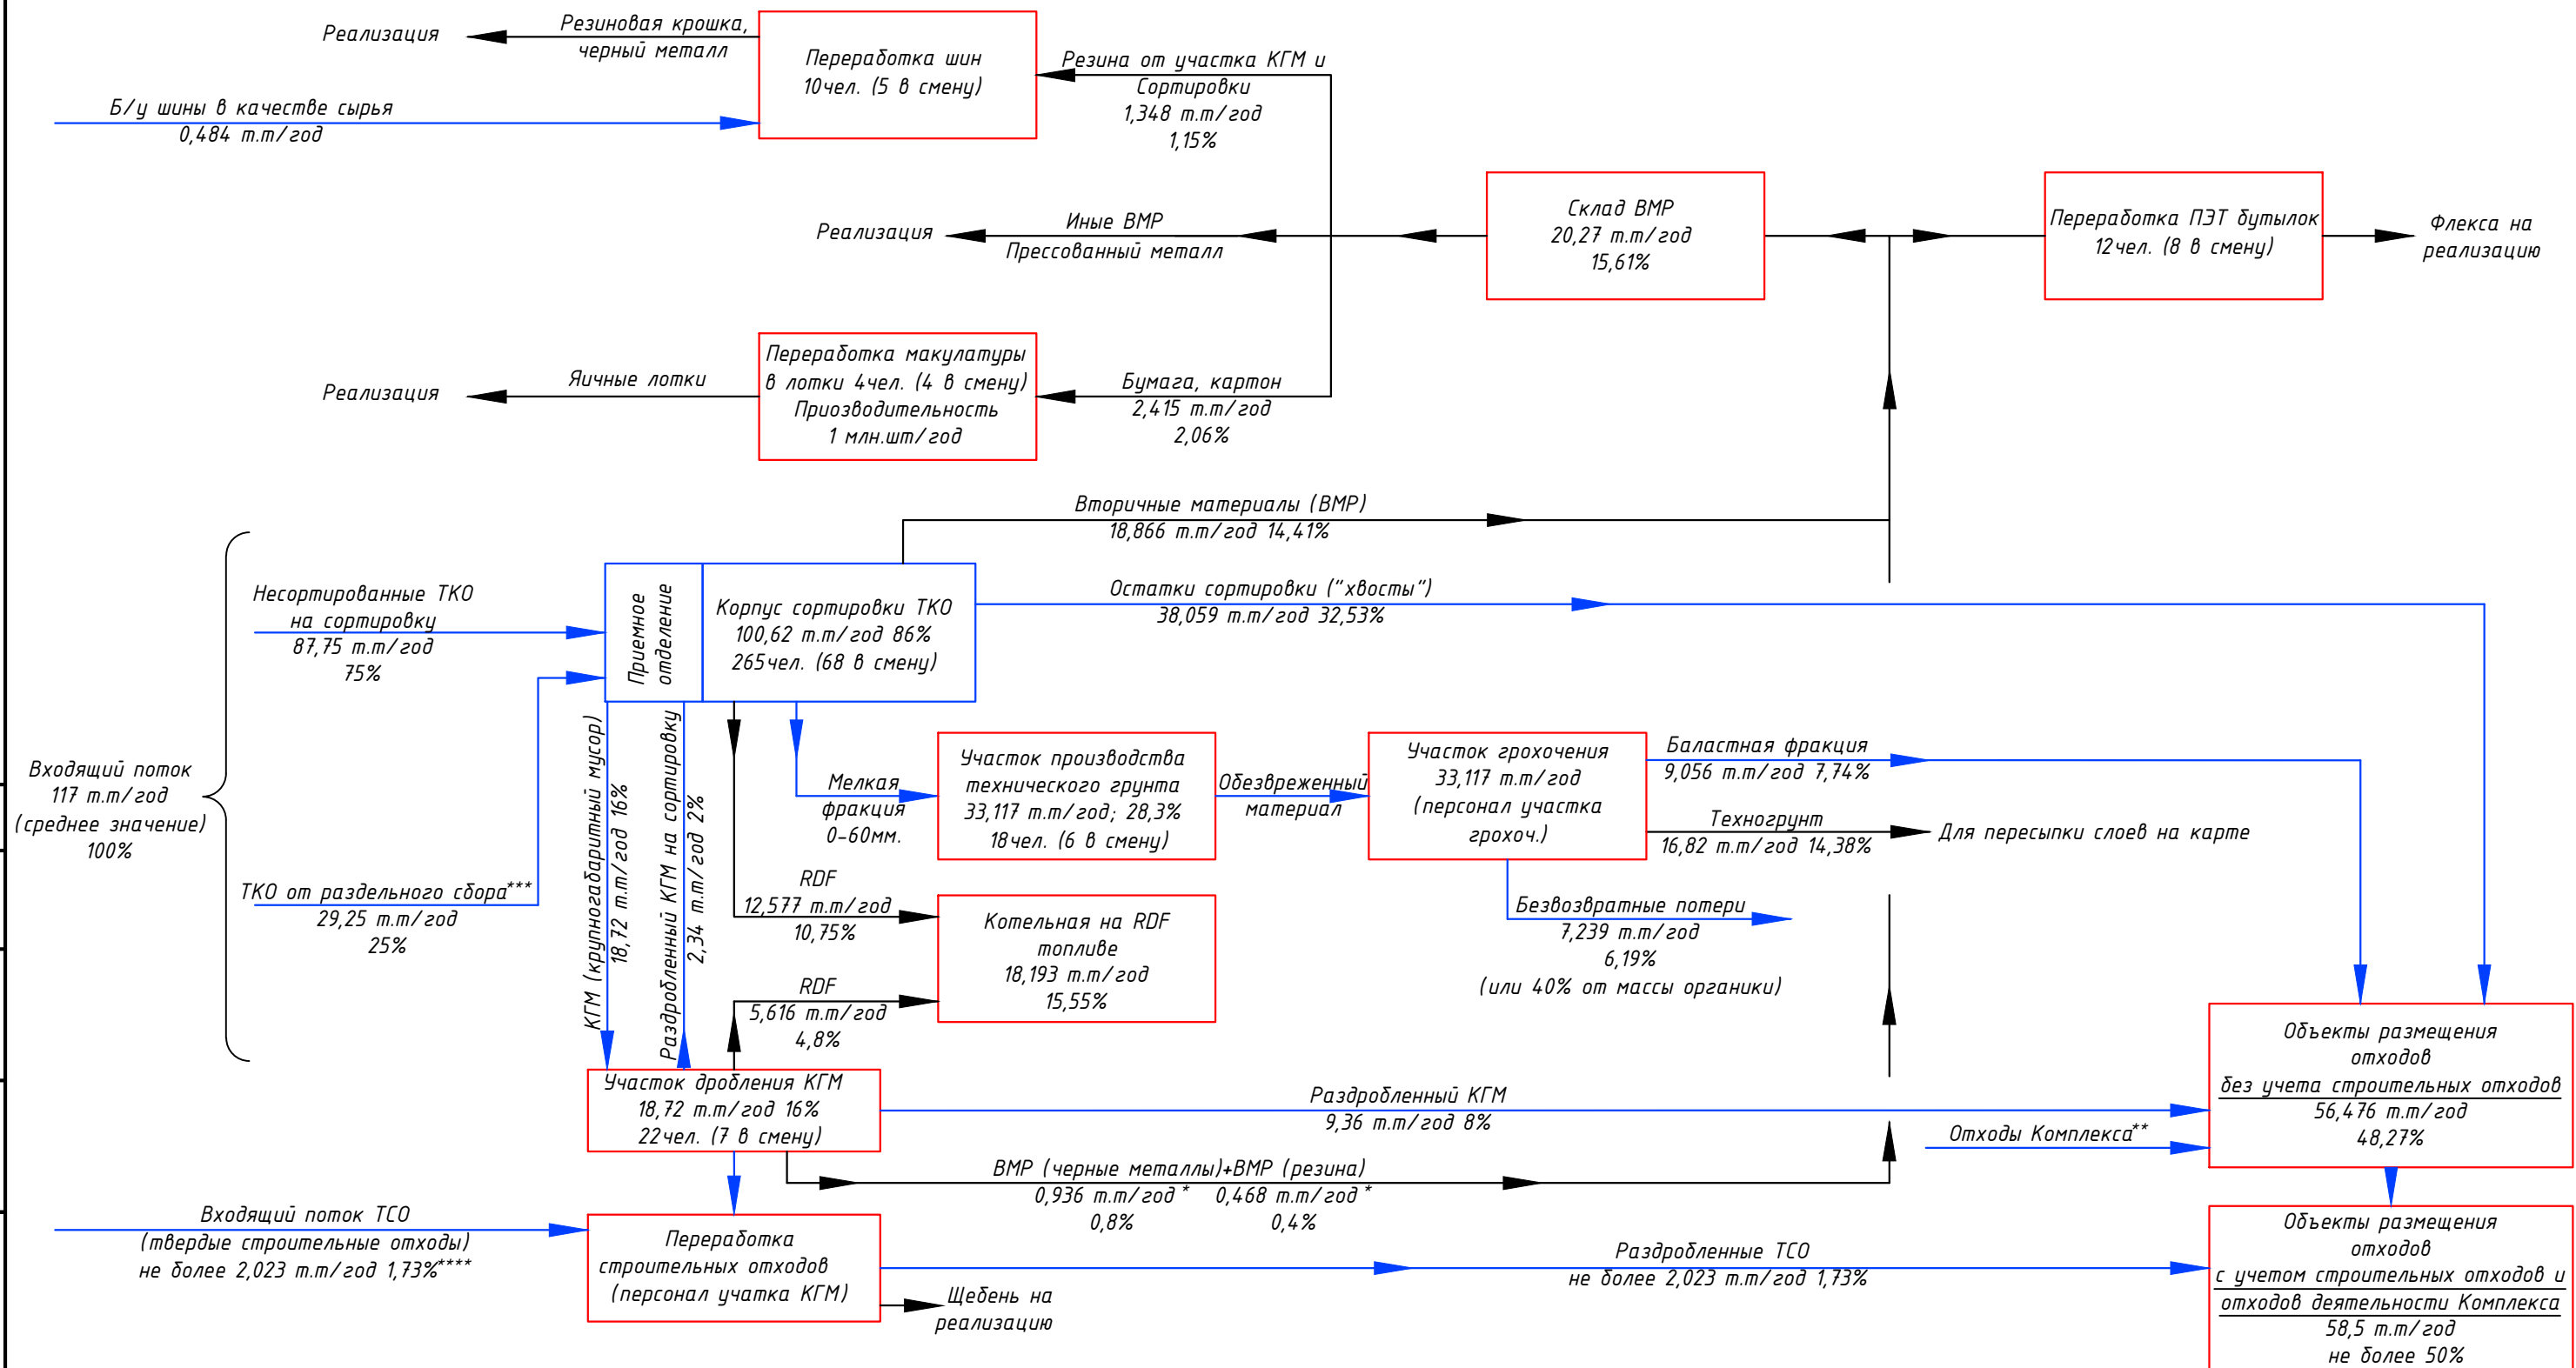 Реализация
Резиновая крошка,
черный металл
Переработка шин
10чел. (5 в смену)
Резина от участка КГМ и
Сортировки
1,348 т.т/год
1,15%
Б/у шины в качестве сырья
0,484 т.т/год
Реализация
Иные ВМР
Прессованный металл
Склад ВМР
20,27 т.т/год
15,61%
Переработка ПЭТ бутылок
12чел. (8 в смену)
Флекса на
реализацию
Реализация
Яичные лотки
Переработка макулатуры
в лотки 4чел. (4 в смену)
Приозводительность
1 млн.шт/год
Бумага, картон
2,415 т.т/год
2,06%
Вторичные материалы (ВМР)
18,866 т.т/год 14,41%
Несортированные ТКО
на сортировку
87,75 т.т/год
75%
Приемное
отделение
Корпус сортировки ТКО
100,62 т.т/год 86%
265чел. (68 в смену)
Остатки сортировки ("хвосты")
38,059 т.т/год 32,53%
Входящий поток
117 т.т/год
(среднее значение)
100%
ТКО от раздельного сбора***
29,25 т.т/год
25%
КГМ (крупногабаритный мусор)
18,72 т.т/год 16%
Раздробленный КГМ на сортировку
2,34 т.т/год 2%
Мелкая
фракция
0-60мм.
Участок производства
технического грунта
33,117 т.т/год; 28,3%
18чел. (6 в смену)
Обезвреженный
материал
Участок грохочения
33,117 т.т/год
(персонал участка
грохоч.)
Баластная фракция
9,056 т.т/год 7,74%
Техногрунт
16,82 т.т/год 14,38%
Для пересыпки слоев на карте
Безвозвратные потери
7,239 т.т/год
6,19%
(или 40% от массы органики)
RDF
12,577 т.т/год
10,75%
Котельная на RDF
топливе
18,193 т.т/год
15,55%
RDF
5,616 т.т/год
4,8%
Участок дробления КГМ
18,72 т.т/год 16%
22чел. (7 в смену)
Раздробленный КГМ
9,36 т.т/год 8%
Объекты размещения
отходов
без учета строительных отходов
56,476 т.т/год
48,27%
Отходы Комплекса**
ВМР (черные металлы)+ВМР (резина)
0,936 т.т/год* 0,468 т.т/год*
0,8% 0,4%
Входящий поток ТСО
(твердые строительные отходы)
не более 2,023 т.т/год 1,73%****
Переработка
строительных отходов
(персонал учатка КГМ)
Щебень на
реализацию
Раздробленные ТСО
не более 2,023 т.т/год 1,73%
Объекты размещения
отходов
с учетом строительных отходов и
отходов деятельности Комплекса
58,5 т.т/год
не более 50%